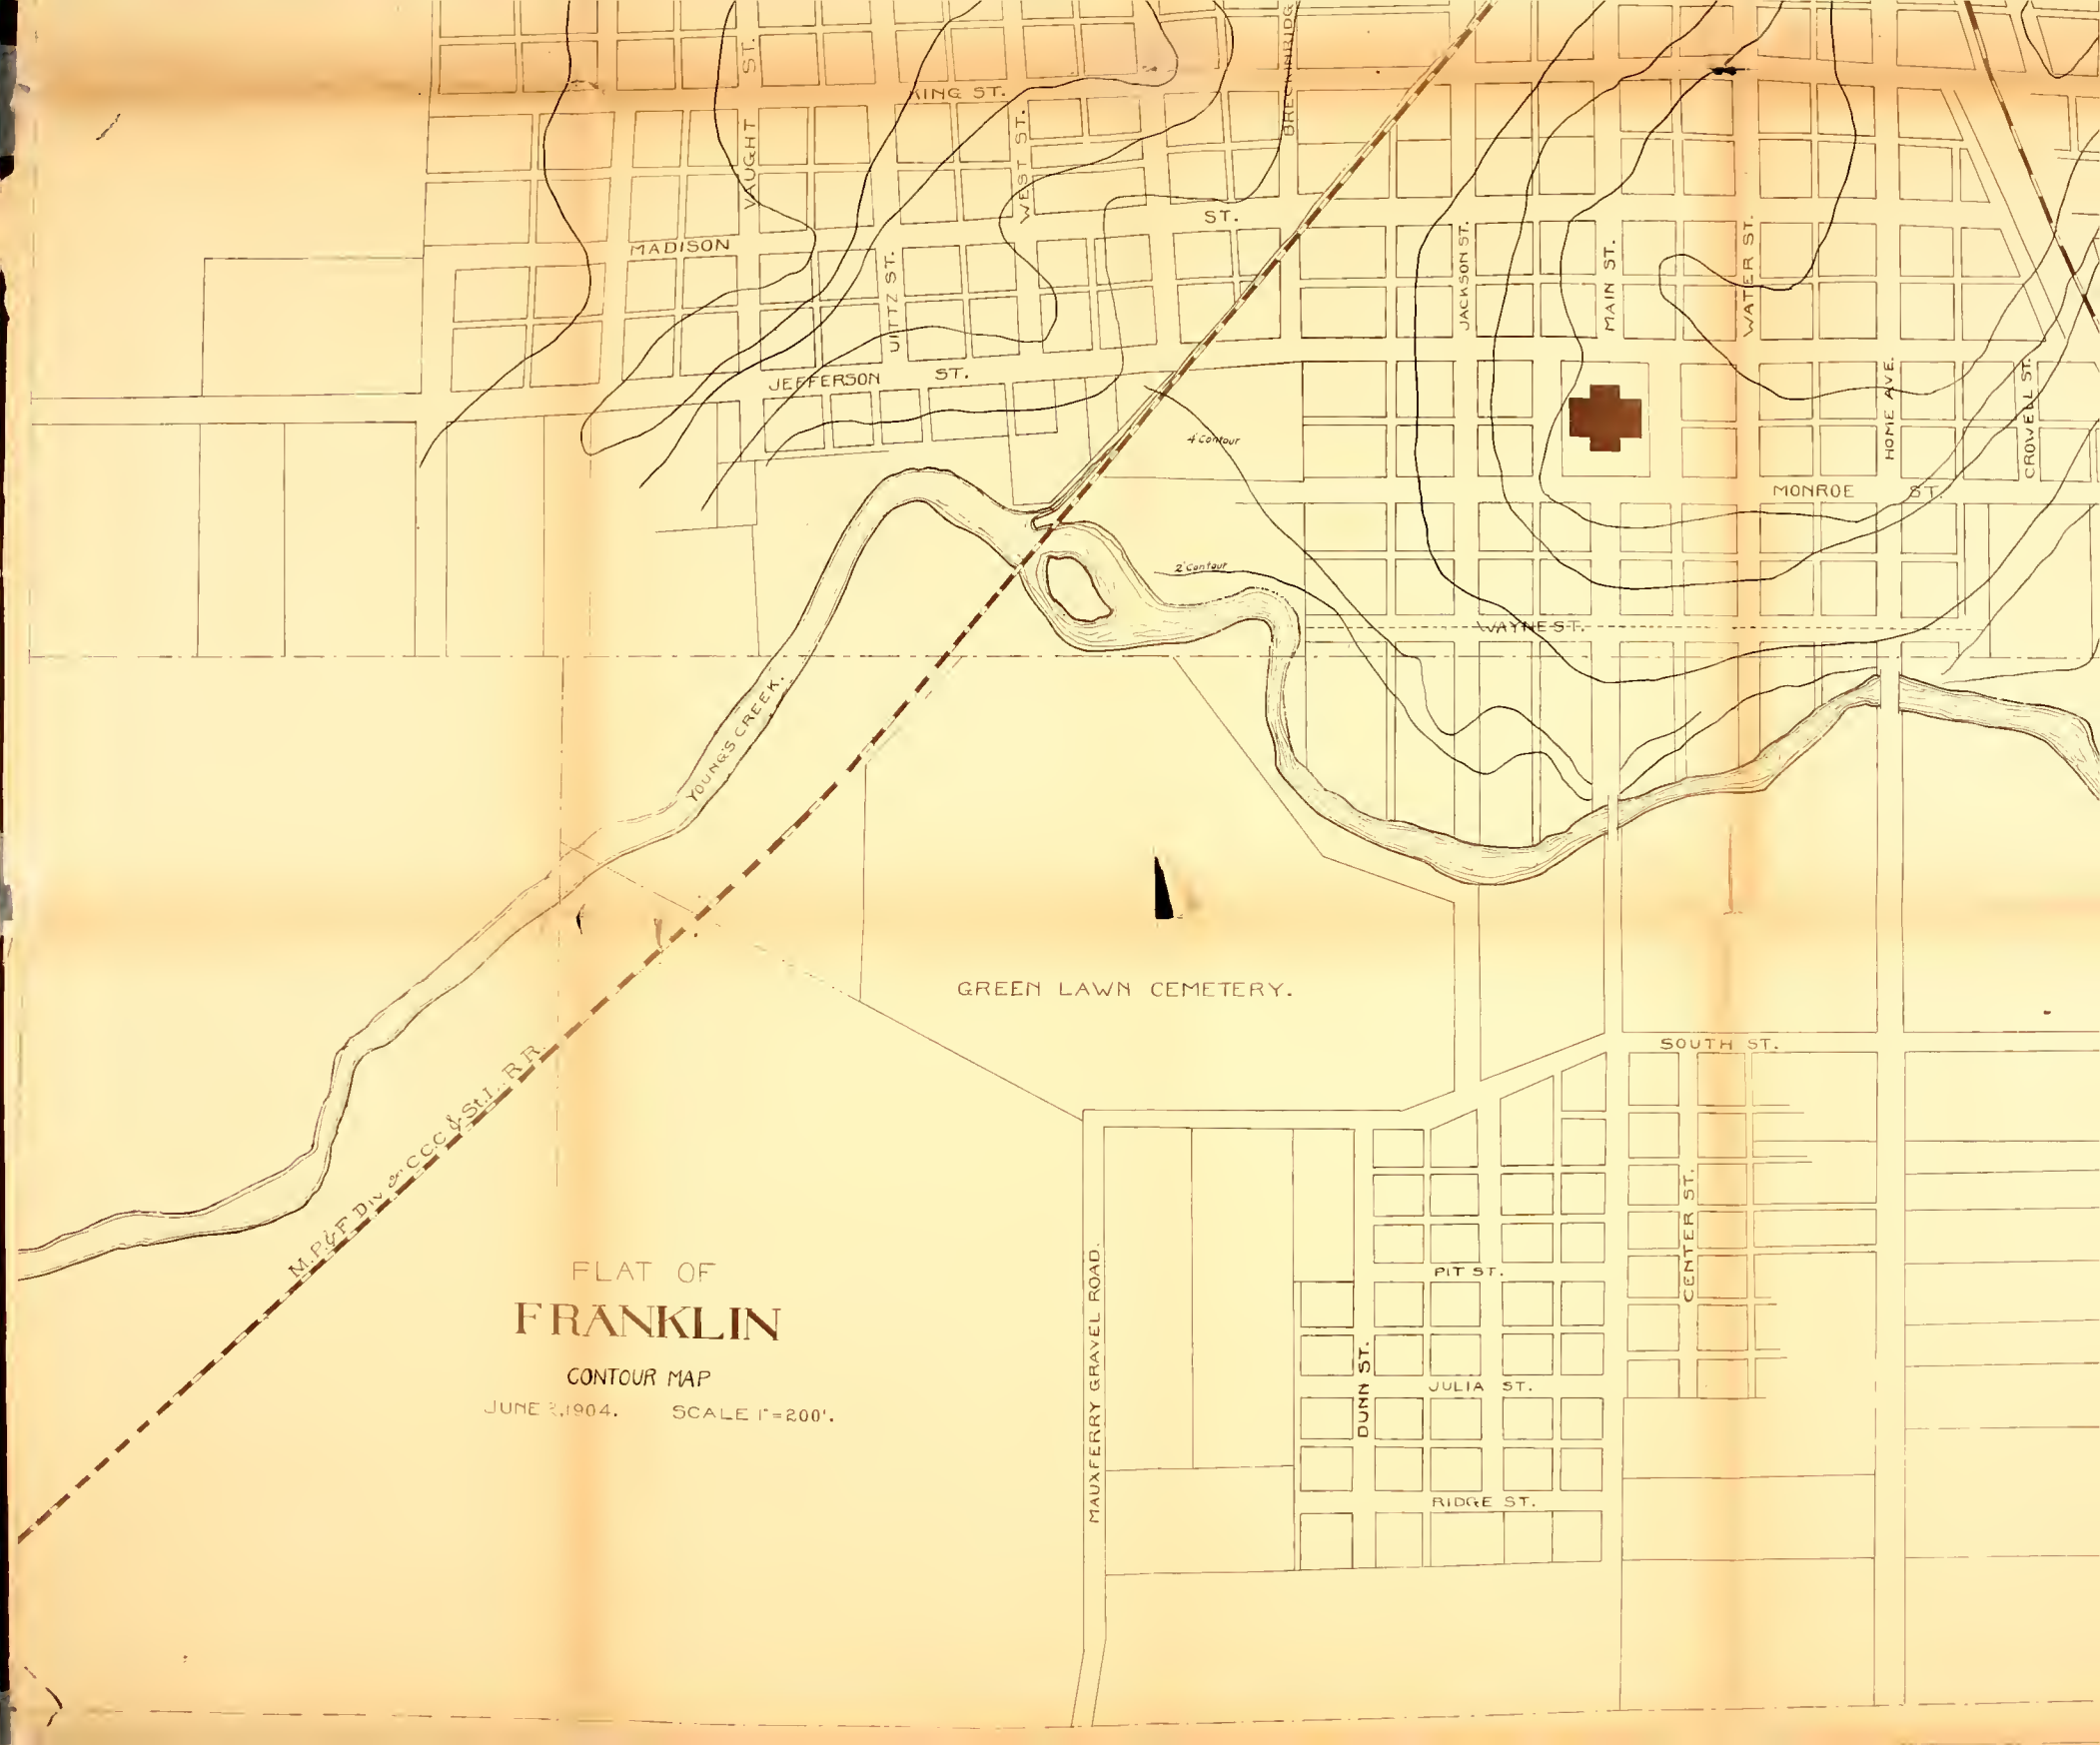 ST.
VAUGHT
KING ST.
WEST ST.
MADISON
ST.
UITTZ ST.
JACKSON ST.
MAIN ST.
WATER ST.
JEFFERSON ST.
HOME AVE.
CROWELL ST.
4' Contour
MONROE ST.
2' Contour
WAYNE ST.
YOUNG'S CREEK.
GREEN LAWN CEMETERY.
SOUTH ST.
M.P.& F Div of C.C.C & St.L. R.R.
CENTER ST.
MAUXFERRY GRAVEL ROAD.
PIT ST.
DUNN ST.
JULIA ST.
RIDGE ST.
FLAT OF
FRANKLIN
CONTOUR MAP
JUNE ,1904. SCALE 1"=200'.